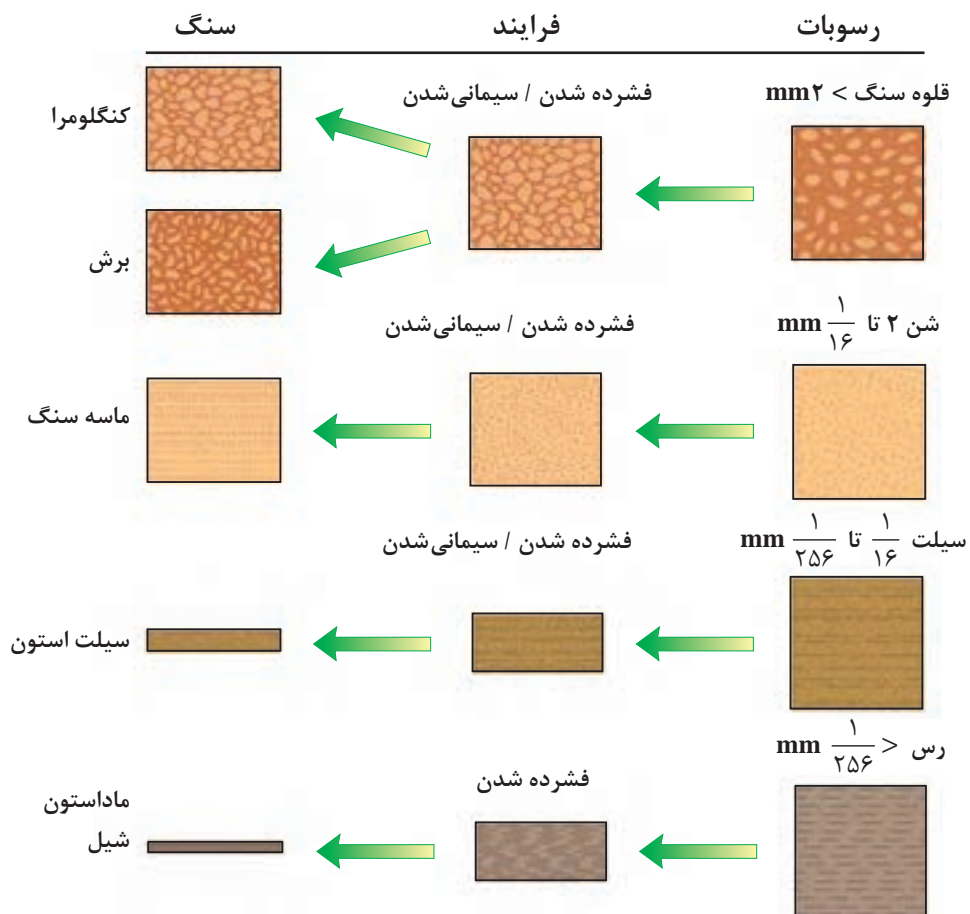 رسوبات فرایند سنگ
قلوه سنگ > ۲mm
فشرده شدن / سیمانی‌شدن
کنگلومرا
برش
شن ۲ تا ۱/۱۶ mm
فشرده شدن / سیمانی‌شدن
ماسه سنگ
سیلت ۱/۱۶ تا ۱/۲۵۶ mm
فشرده شدن / سیمانی‌شدن
سیلت استون
رس < ۱/۲۵۶ mm
فشرده شدن
ماداستون
شیل